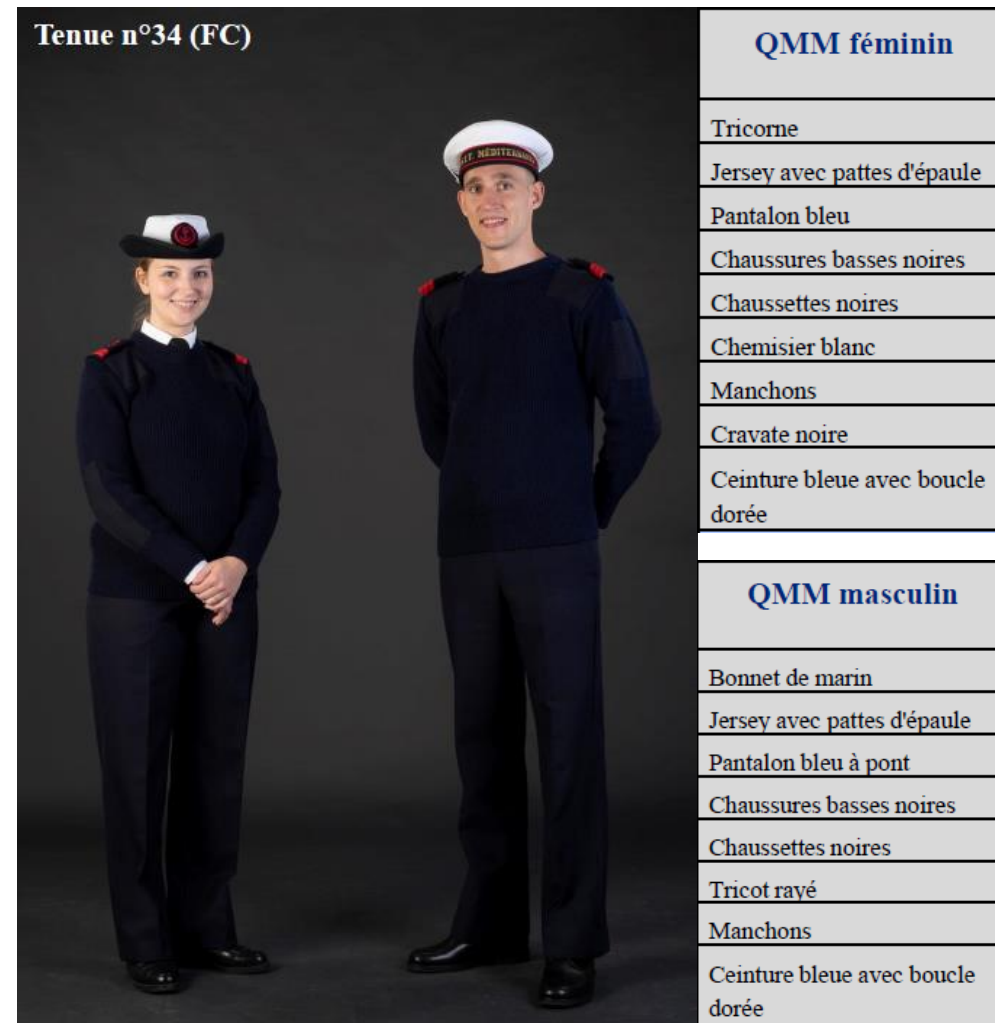 Tenue n°34 (FC)
QMM féminin
Tricorne
Jersey avec pattes d'épaule
Pantalon bleu
Chaussures basses noires
Chaussettes noires
Chemisier blanc
Manchons
Cravate noire
Ceinture bleue avec boucle
dorée
QMM masculin
Bonnet de marin
Jersey avec pattes d'épaule
Pantalon bleu à pont
Chaussures basses noires
Chaussettes noires
Tricot rayé
Manchons
Ceinture bleue avec boucle
dorée